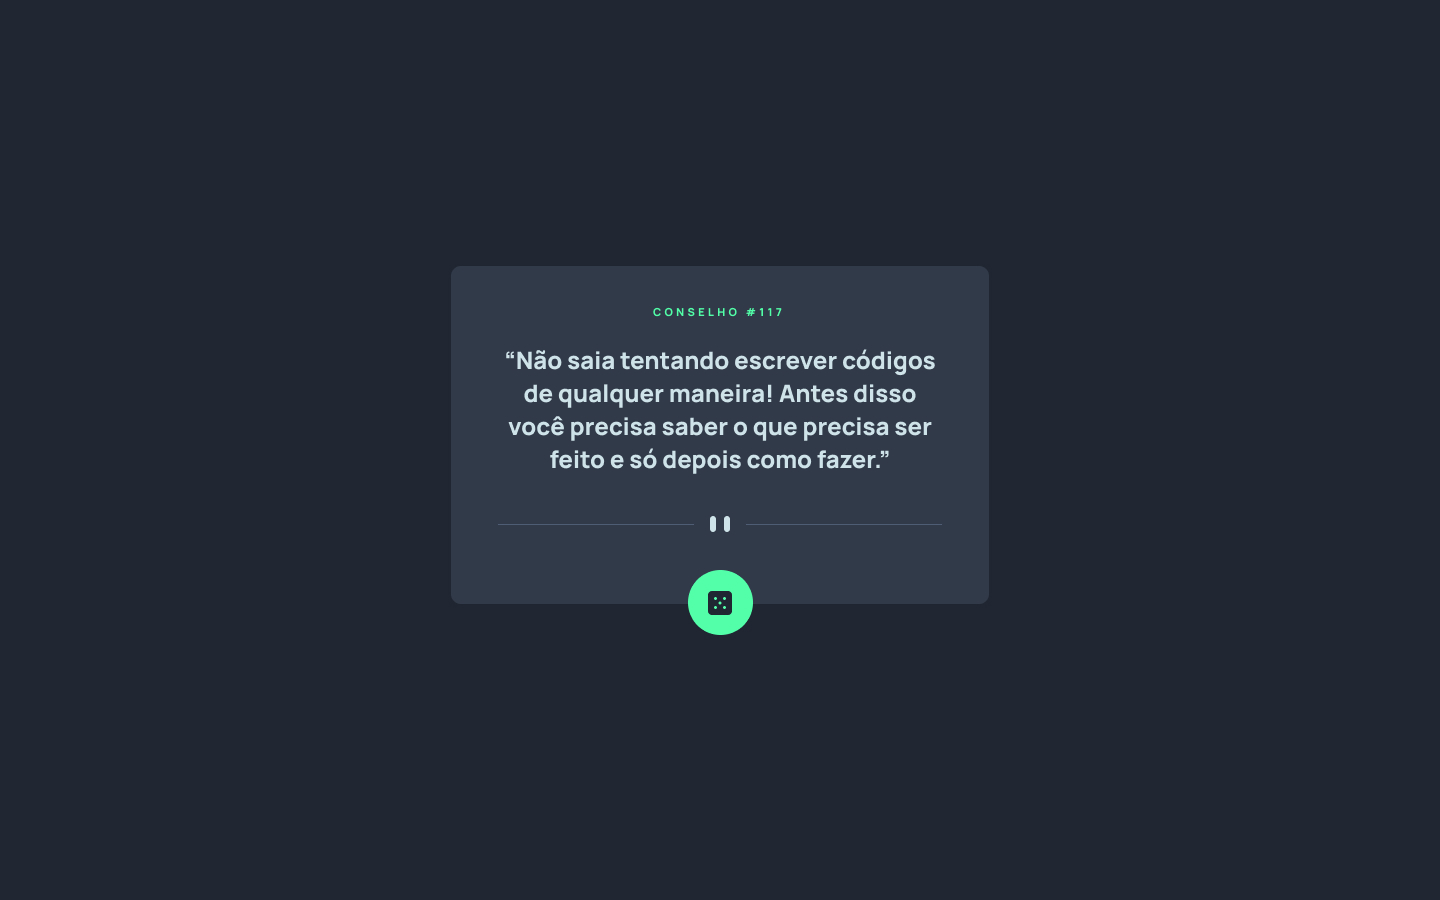 CONSELHO #117
“Não saia tentando escrever códigos
de qualquer maneira! Antes disso
você precisa saber o que precisa ser
feito e só depois como fazer.”